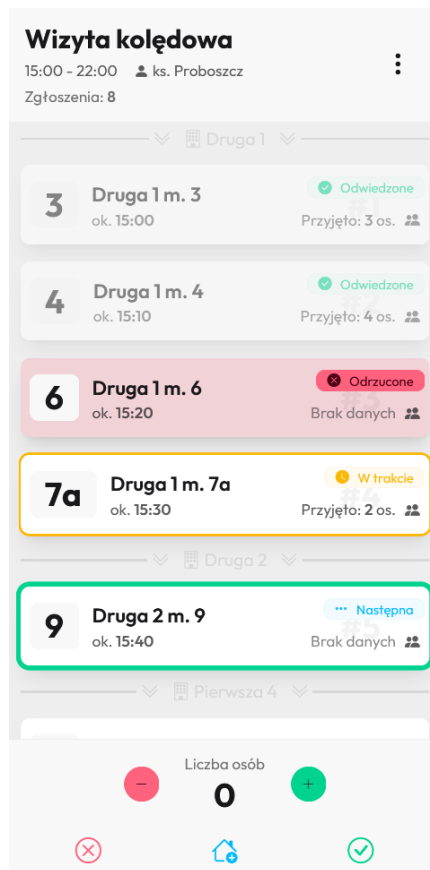 Wizyta kolędowa
15:00 - 22:00 ks. Proboszcz
Zgłoszenia: 8
Druga 1
3 Druga 1 m. 3 Odwiedzone
ok. 15:00 Przyjęto: 3 os.
#1
4 Druga 1 m. 4 Odwiedzone
ok. 15:10 Przyjęto: 4 os.
#2
6 Druga 1 m. 6 Odrzucone
ok. 15:20 Brak danych
#3
7a Druga 1 m. 7a W trakcie
ok. 15:30 Przyjęto: 2 os.
#4
Druga 2
9 Druga 2 m. 9 Następna
ok. 15:40 Brak danych
#5
Pierwsza 4
Liczba osób
− 0 +